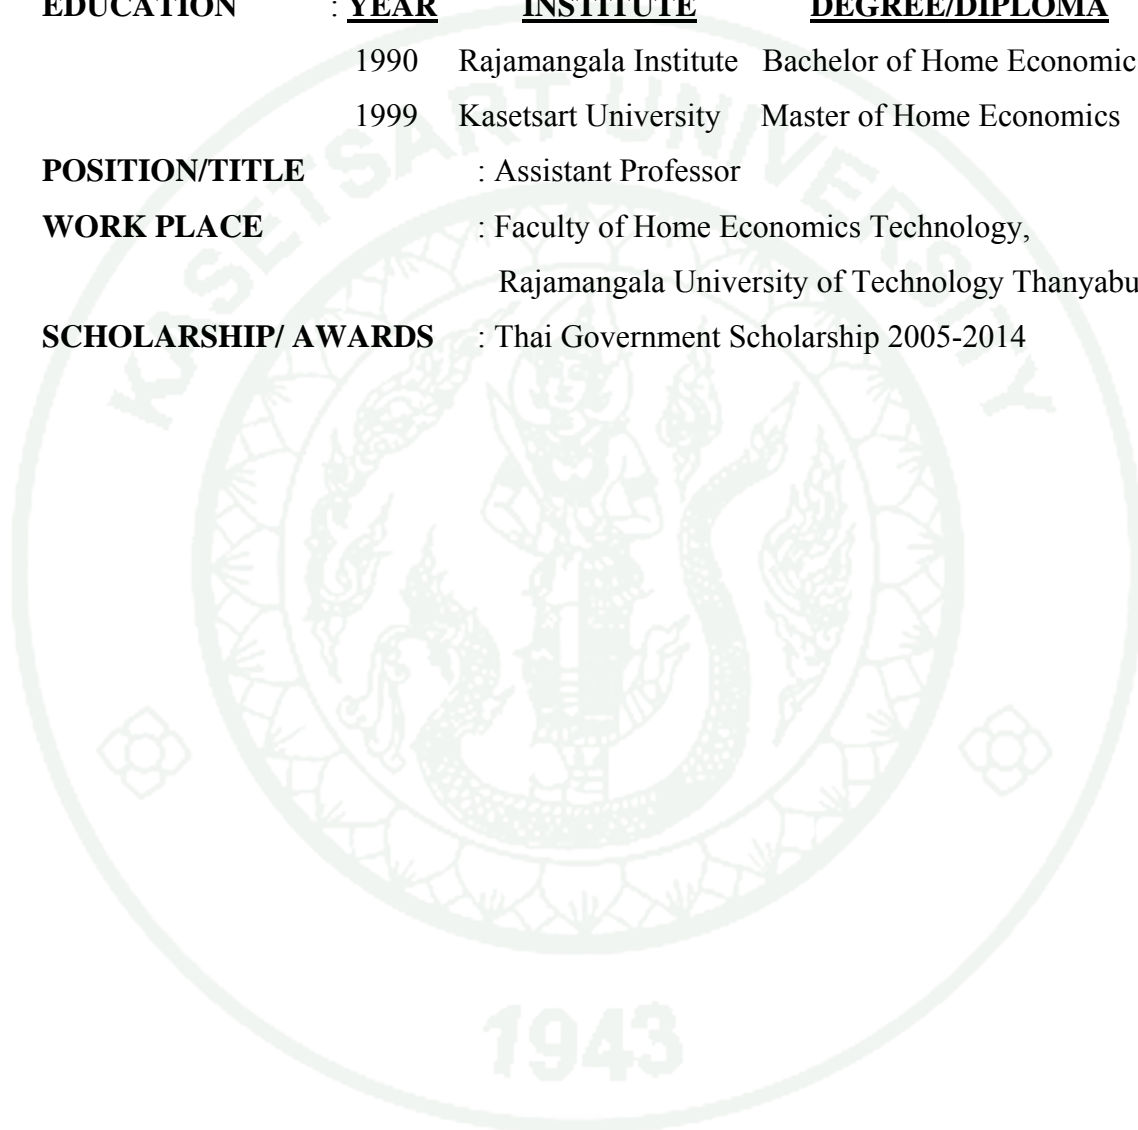 EDUCATION : YEAR INSTITUTE DEGREE/DIPLOMA
1990 Rajamangala Institute Bachelor of Home Economic
1999 Kasetsart University Master of Home Economics
POSITION/TITLE : Assistant Professor
WORK PLACE : Faculty of Home Economics Technology,
Rajamangala University of Technology Thanyabu
SCHOLARSHIP/ AWARDS : Thai Government Scholarship 2005-2014
KASETSART UNIVERSITY
1943